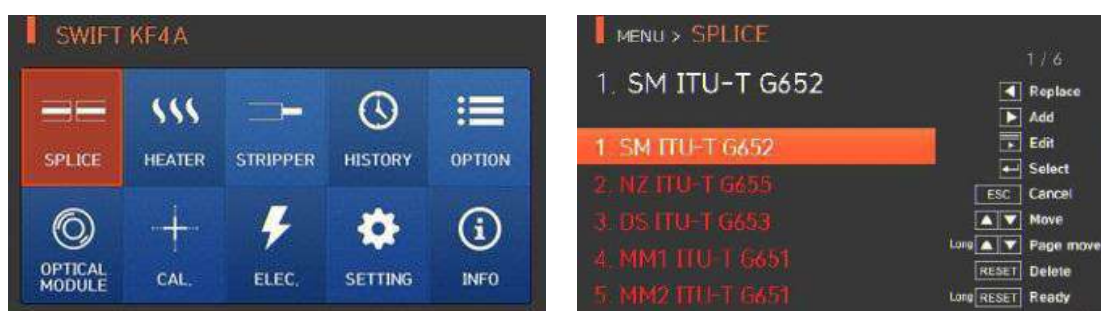 SWIFT KF4A
SPLICE
HEATER
STRIPPER
HISTORY
OPTION
OPTICAL
MODULE
CAL.
ELEC.
SETTING
INFO
MENU > SPLICE
1 / 6
1. SM ITU-T G652
1. SM ITU-T G652
2. NZ ITU-T G655
3. DS ITU-T G653
4. MM1 ITU-T G651
5. MM2 ITU-T G651
Replace
Add
Edit
Select
ESC Cancel
Move
Long Page move
RESET Delete
Long RESET Ready